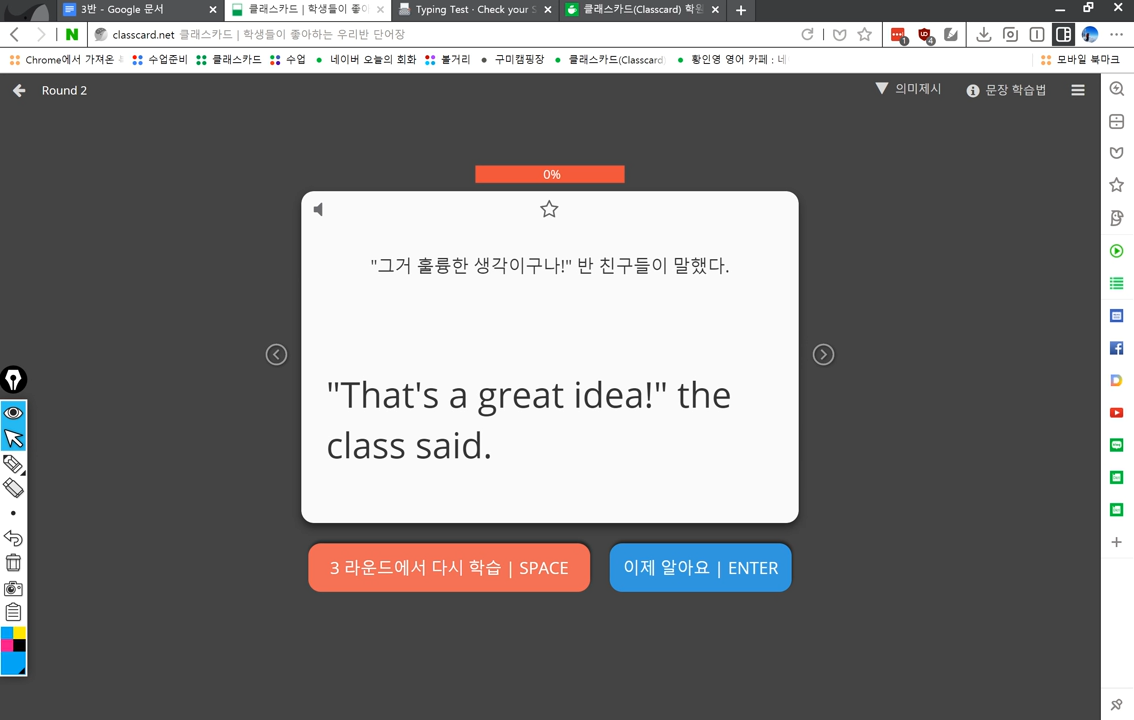 3반 - Google 문서
클래스카드 | 학생들이 좋아
Typing Test · Check your S
클래스카드(Classcard) 학원
classcard.net 클래스카드 | 학생들이 좋아하는 우리반 단어장
Chrome에서 가져온 수업준비 클래스카드 수업 네이버 오늘의 회화 볼거리 구미캠핑장 클래스카드(Classcard 황인영 영어 카페 : 네 모바일 북마크
Round 2
의미제시 문장 학습법
0%
"그거 훌륭한 생각이구나!" 반 친구들이 말했다.
"That's a great idea!" the
class said.
3 라운드에서 다시 학습 | SPACE
이제 알아요 | ENTER